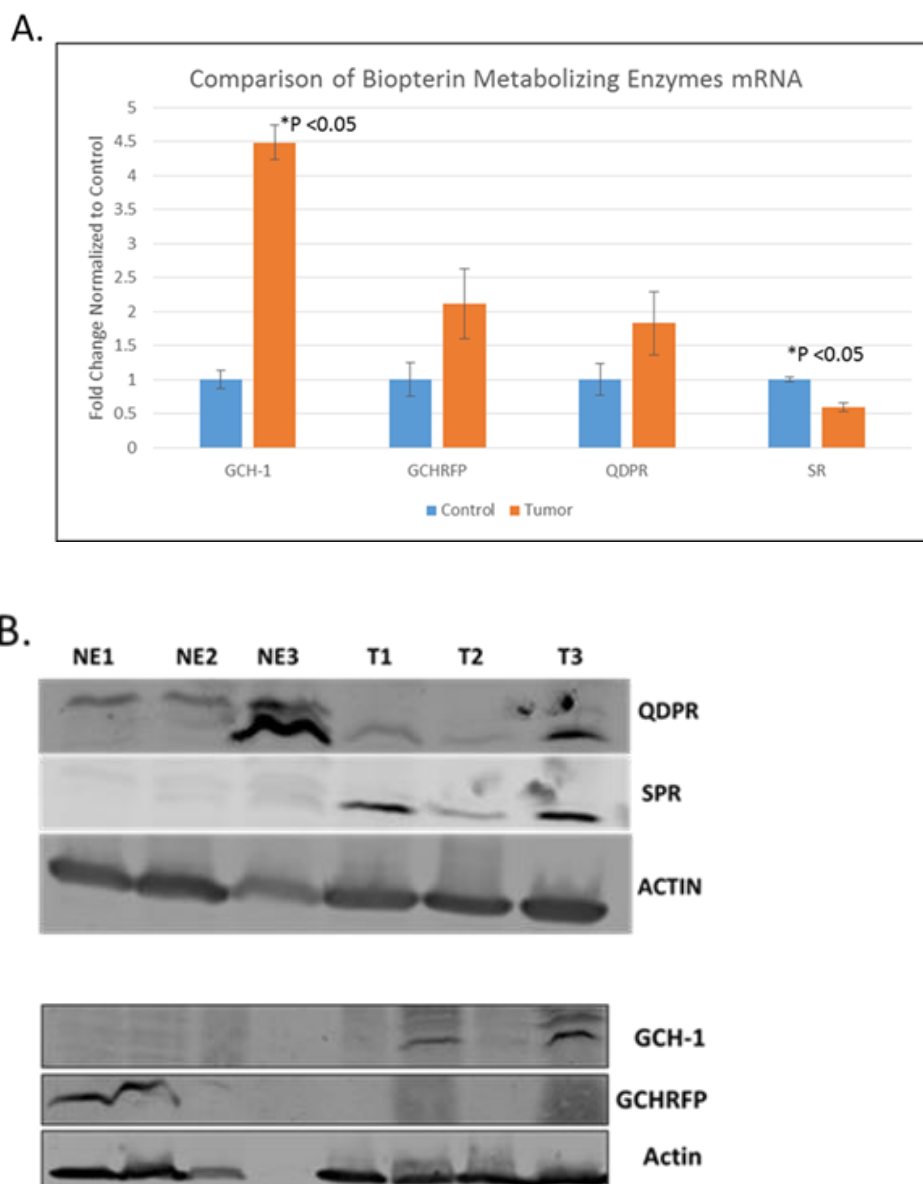 A.
Comparison of Biopterin Metabolizing Enzymes mRNA
Fold Change Normalized to Control
5
4.5
4
3.5
3
2.5
2
1.5
1
0.5
0
*P <0.05
*P <0.05
GCH-1 GCHRFP QDPR SR
Control Tumor
B.
NE1 NE2 NE3 T1 T2 T3
QDPR
SPR
ACTIN
GCH-1
GCHRFP
Actin